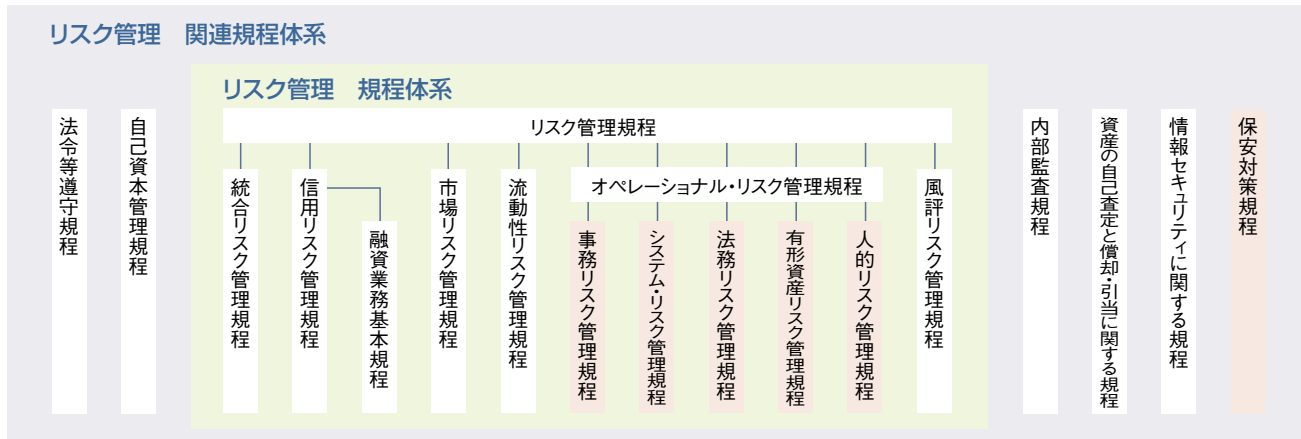 リスク管理　関連規程体系
リスク管理　規程体系
法令等遵守規程
自己資本管理規程
リスク管理規程
統合リスク管理規程
信用リスク管理規程
融資業務基本規程
市場リスク管理規程
流動性リスク管理規程
オペレーショナル・リスク管理規程
事務リスク管理規程
システム・リスク管理規程
法務リスク管理規程
有形資産リスク管理規程
人的リスク管理規程
風評リスク管理規程
内部監査規程
資産の自己査定と償却・引当に関する規程
情報セキュリティに関する規程
保安対策規程